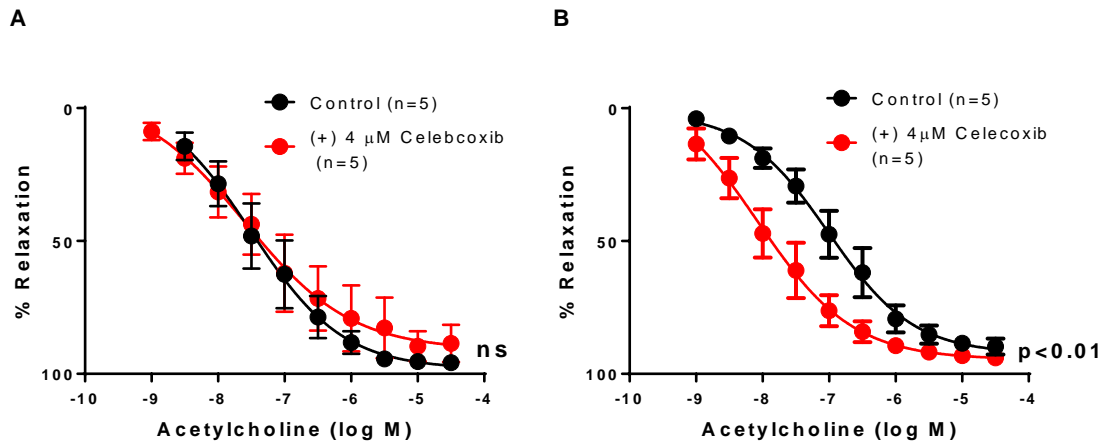 A
B
Control (n=5)
(+) 4 μM Celebcoxib
(n=5)
Control (n=5)
(+) 4μM Celecoxib
(n=5)
0
50
100
% Relaxation
-10 -9 -8 -7 -6 -5 -4
Acetylcholine (log M)
ns
0
50
100
% Relaxation
-10 -9 -8 -7 -6 -5 -4
Acetylcholine (log M)
p<0.01